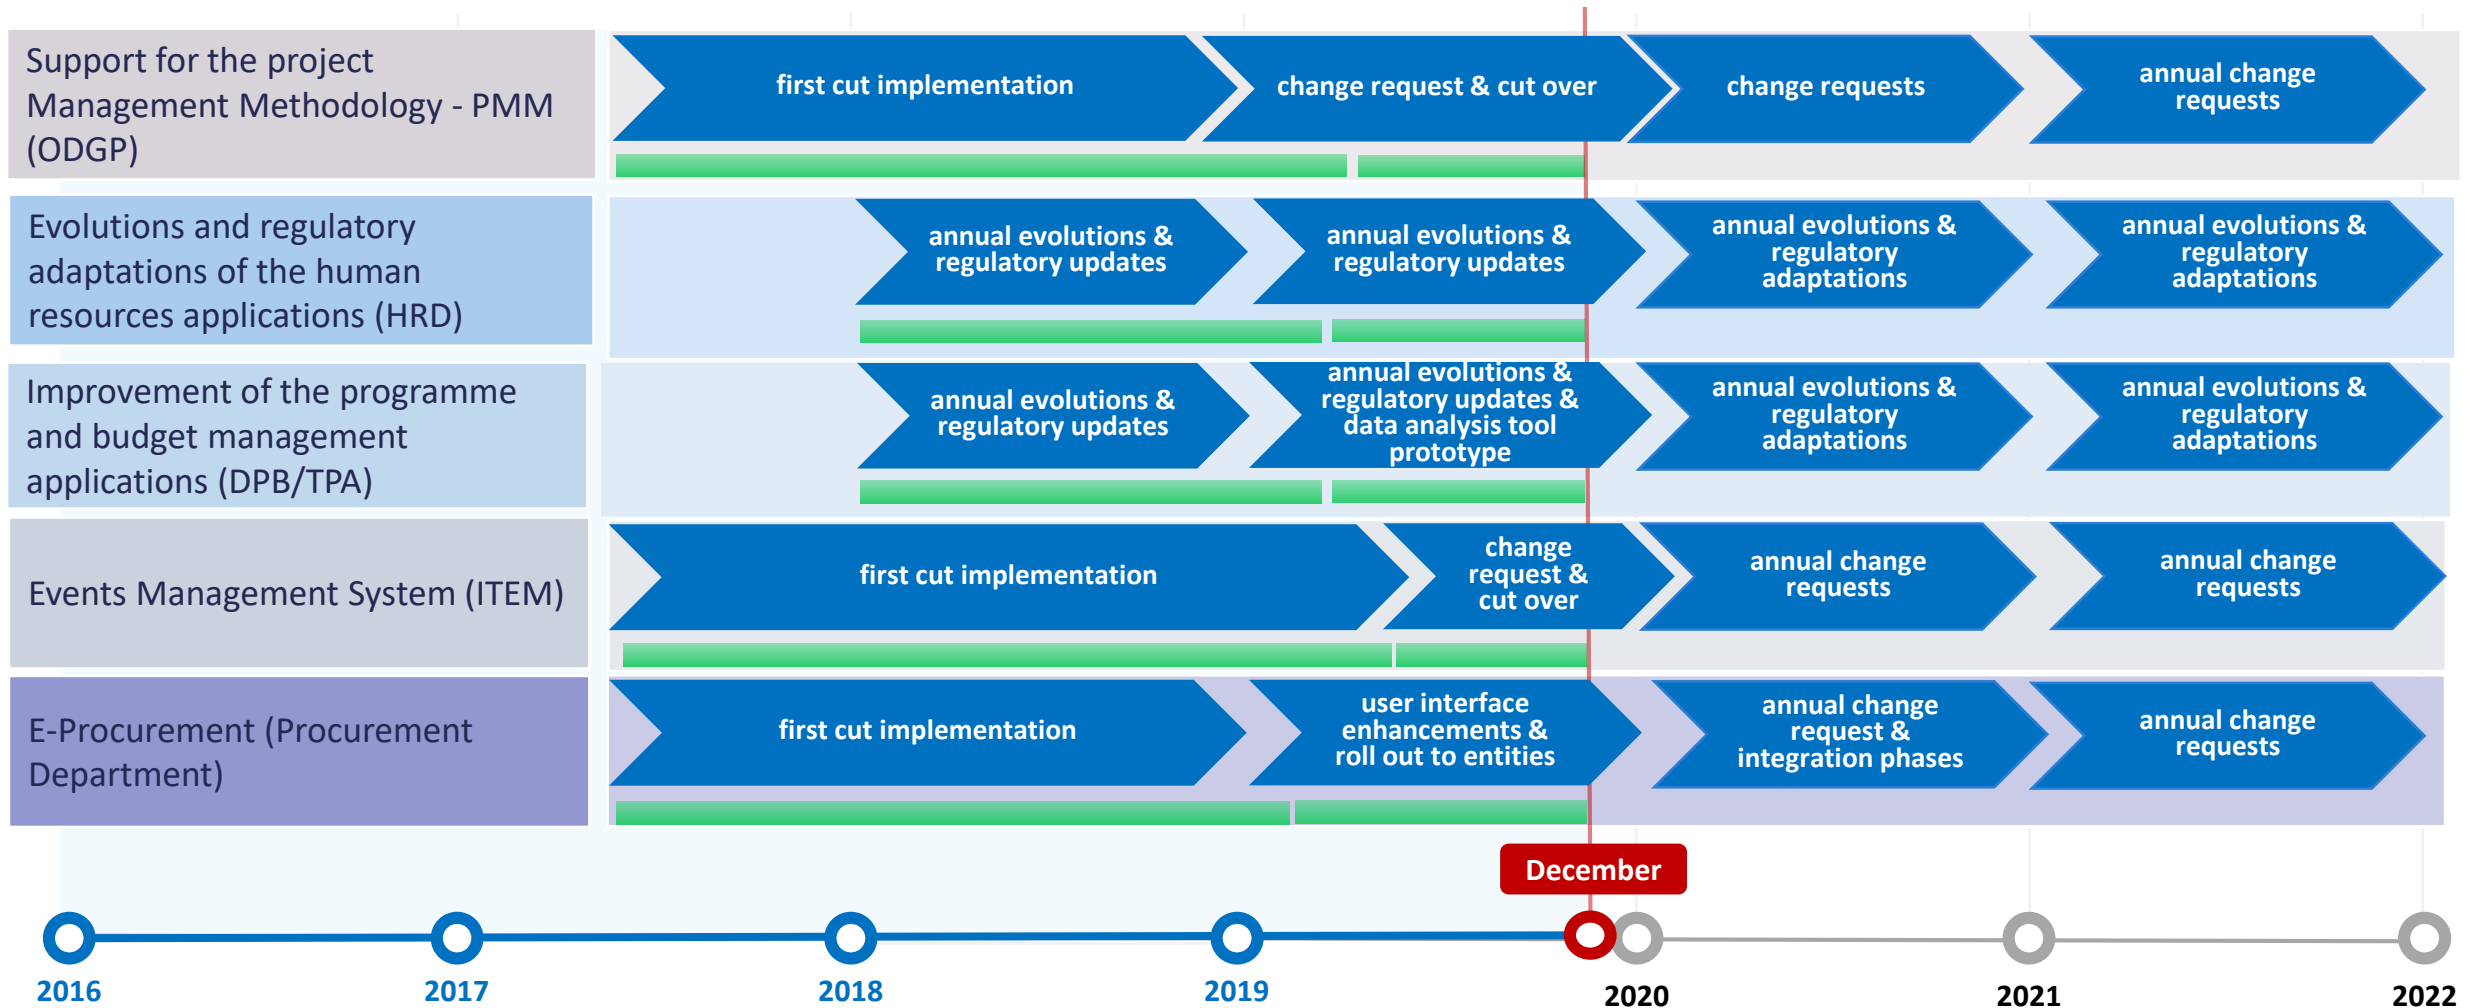 Support for the project
Management Methodology - PMM
(ODGP)
first cut implementation
change request & cut over
change requests
annual change
requests
Evolutions and regulatory
adaptations of the human
resources applications (HRD)
annual evolutions &
regulatory updates
annual evolutions &
regulatory updates
annual evolutions &
regulatory
adaptations
annual evolutions &
regulatory
adaptations
Improvement of the programme
and budget management
applications (DPB/TPA)
annual evolutions &
regulatory updates
annual evolutions &
regulatory updates &
data analysis tool
prototype
annual evolutions &
regulatory
adaptations
annual evolutions &
regulatory
adaptations
Events Management System (ITEM)
first cut implementation
change
request &
cut over
annual change
requests
annual change
requests
E-Procurement (Procurement
Department)
first cut implementation
user interface
enhancements &
roll out to entities
annual change
request &
integration phases
annual change
requests
December
2016
2017
2018
2019
2020
2021
2022